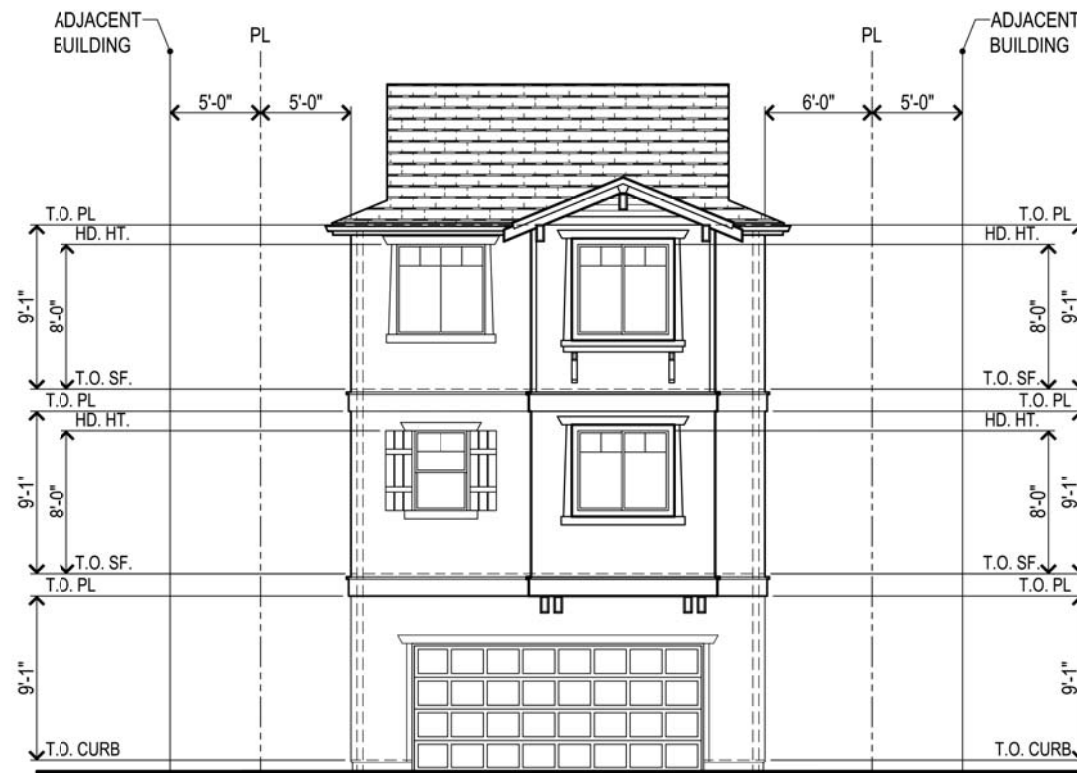 ADJACENT
BUILDING
PL
PL
ADJACENT
BUILDING
5'-0" 5'-0" 6'-0" 5'-0"
T.O. PL T.O. PL
HD. HT. HD. HT.
9'-1" 8'-0" 8'-0" 9'-1"
T.O. SF. T.O. SF.
T.O. PL T.O. PL
HD. HT. HD. HT.
9'-1" 8'-0" 8'-0" 9'-1"
T.O. SF. T.O. SF.
T.O. PL T.O. PL
9'-1" 9'-1"
T.O. CURB T.O. CURB